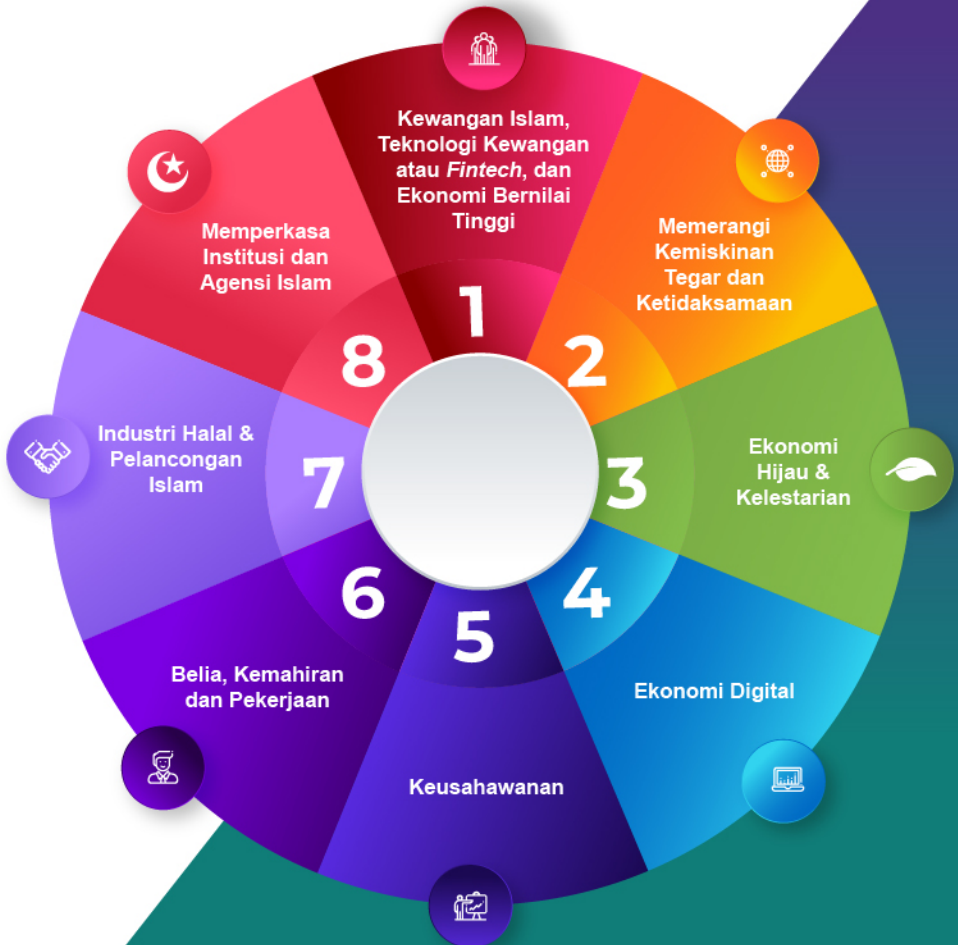 Kewangan Islam,
Teknologi Kewangan
atau Fintech, dan
Ekonomi Bernilai
Tinggi
1
Memerangi
Kemiskinan
Tegar dan
Ketidaksamaan
2
Ekonomi
Hijau &
Kelestarian
3
Ekonomi Digital
4
Keusahawanan
5
Belia, Kemahiran
dan Pekerjaan
6
Industri Halal &
Pelancongan
Islam
7
Memperkasa
Institusi dan
Agensi Islam
8